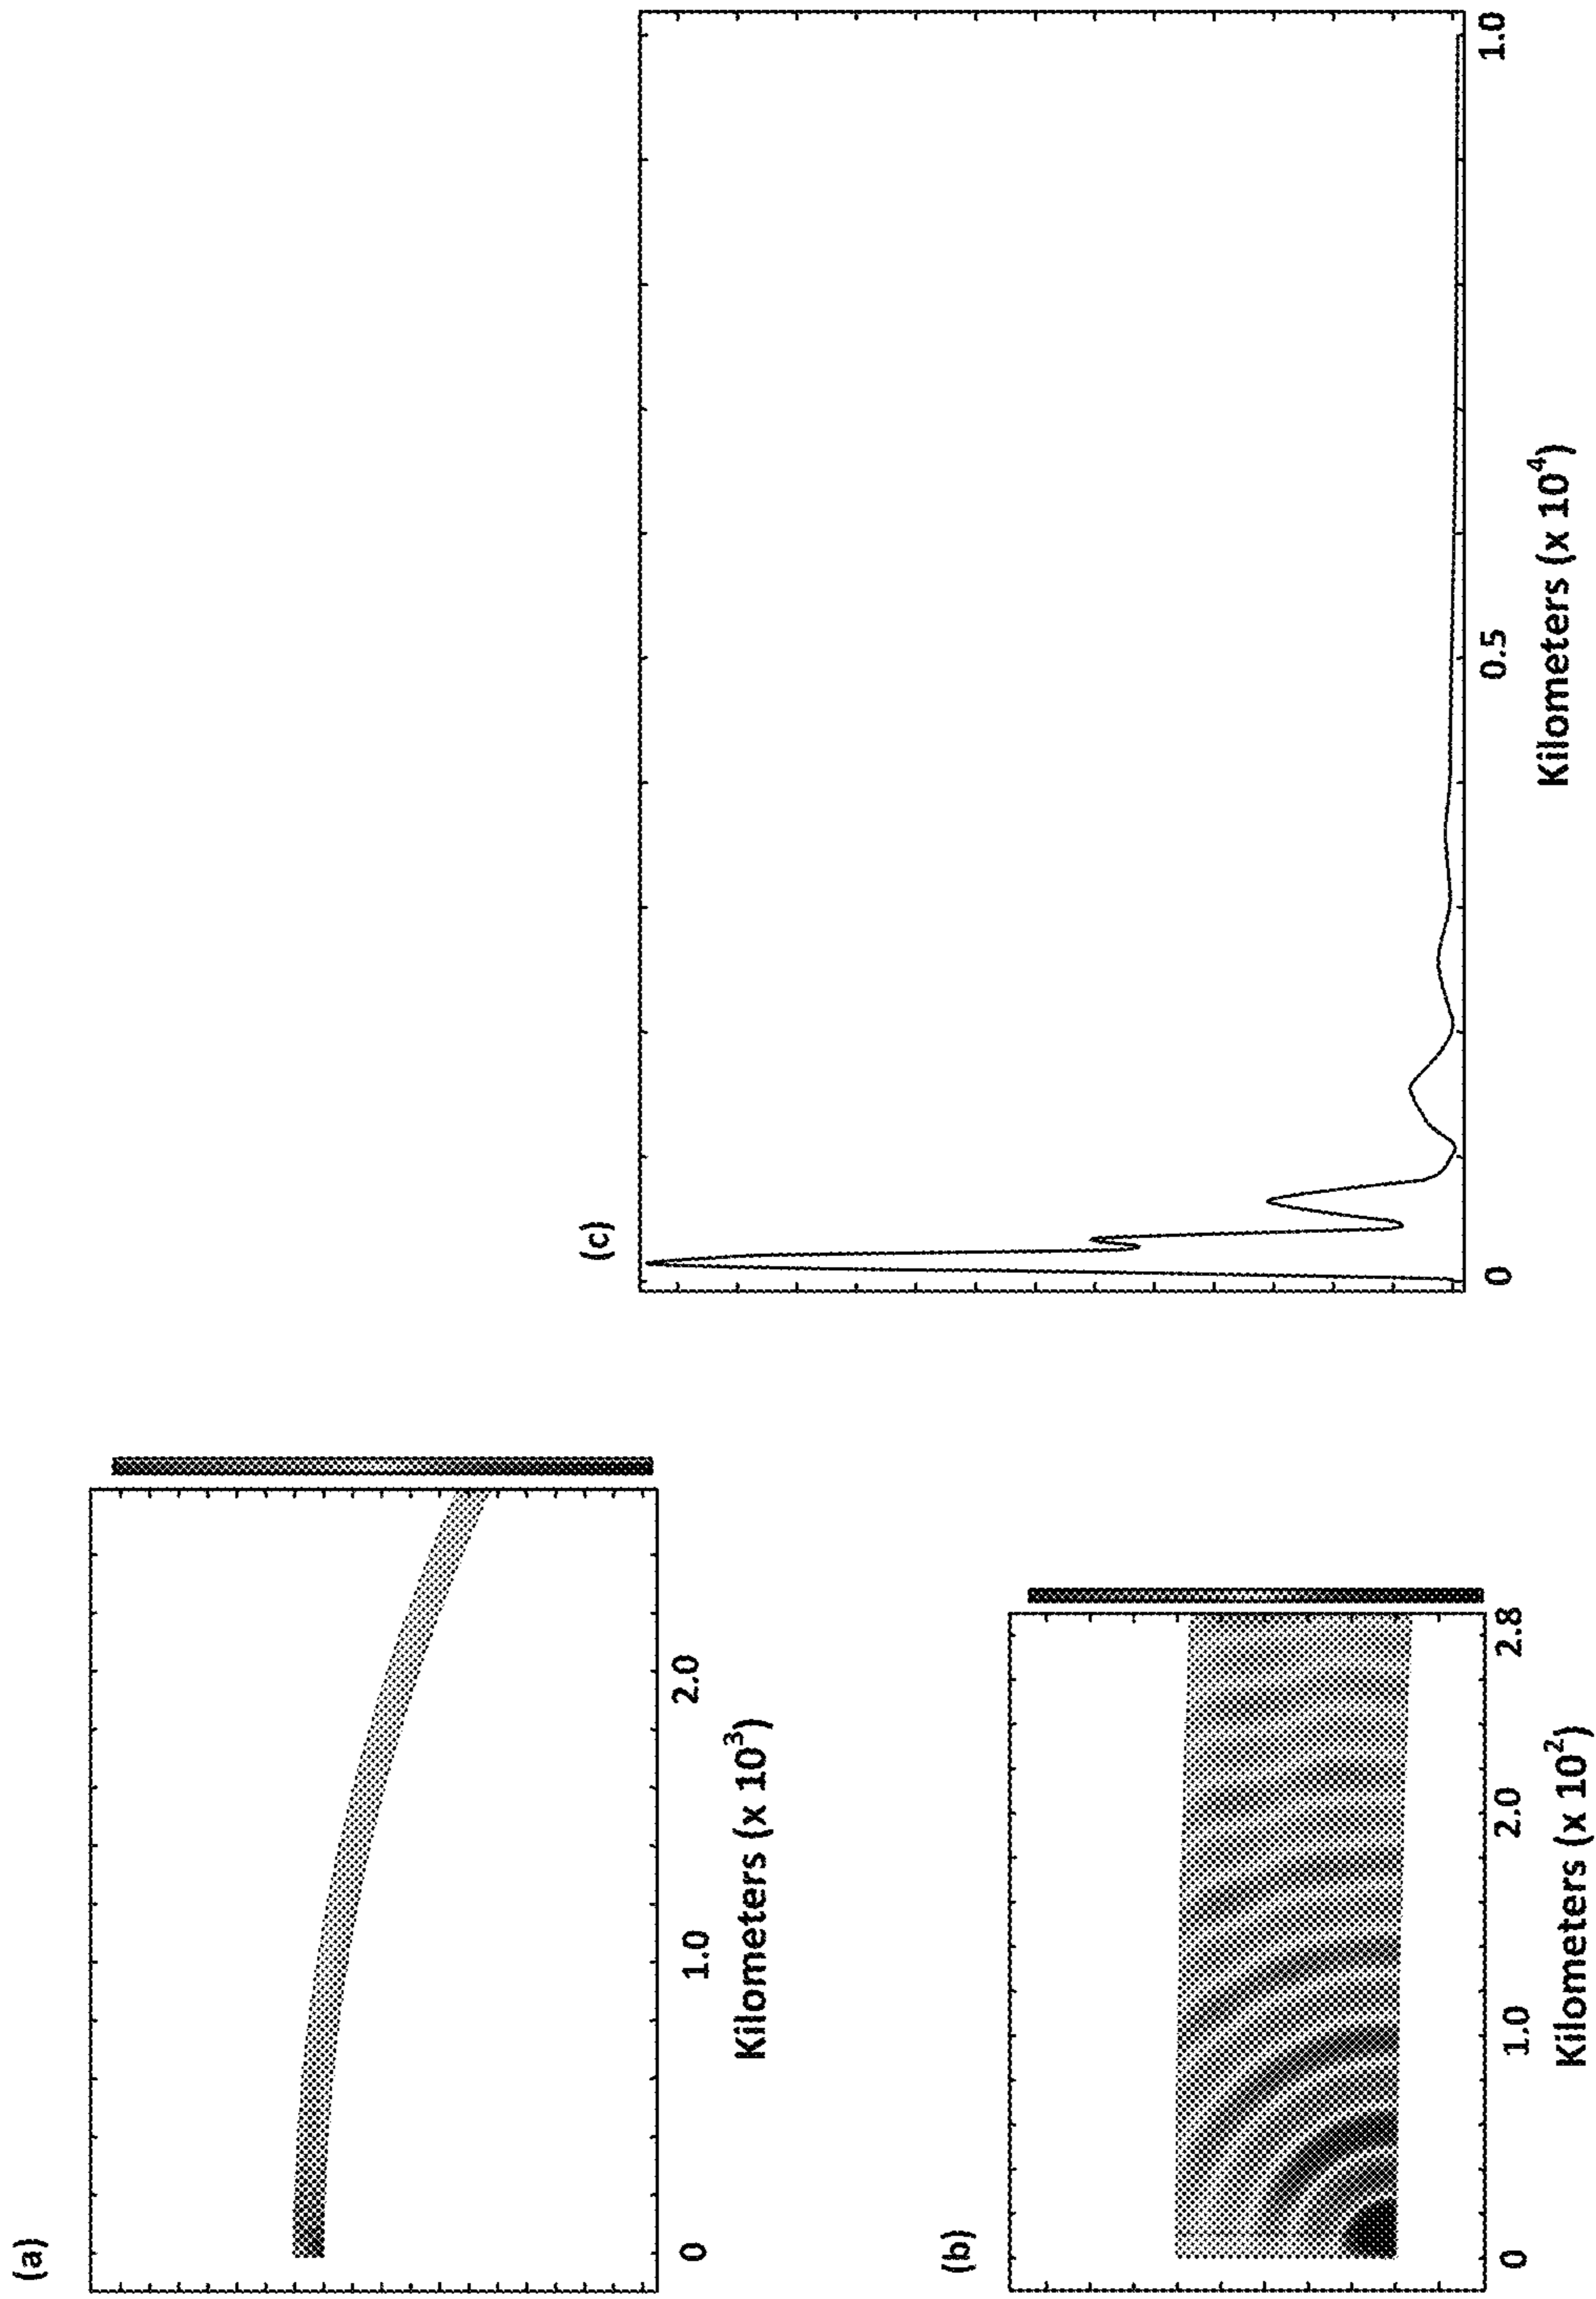 (a)
0 1.0 2.0
Kilometers (x 10³)
(b)
0 1.0 2.0 2.8
Kilometers (x 10²)
(c)
0 0.5 1.0
Kilometers (x 10⁴)